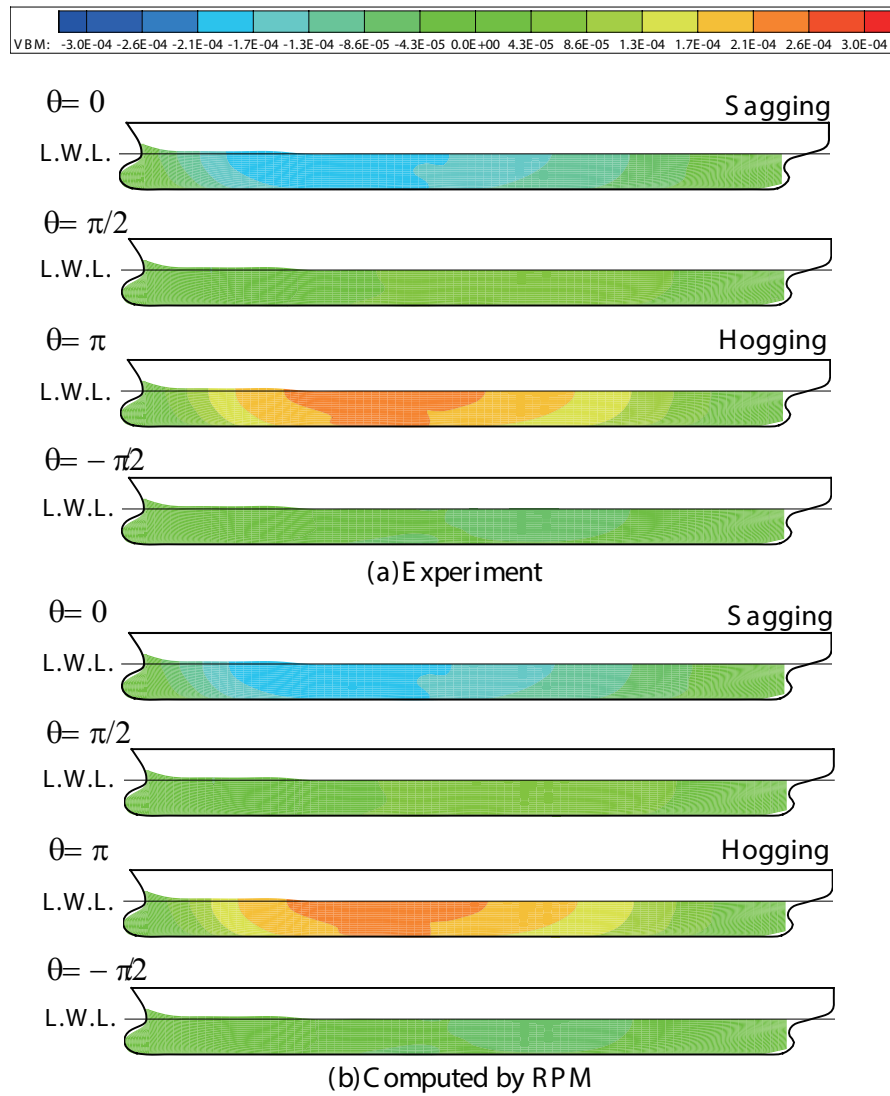 VBM: -3.0E-04 -2.6E-04 -2.1E-04 -1.7E-04 -1.3E-04 -8.6E-05 -4.3E-05 0.0E+00 4.3E-05 8.6E-05 1.3E-04 1.7E-04 2.1E-04 2.6E-04 3.0E-04
θ= 0
Sagging
L.W.L.
θ= π/2
L.W.L.
θ= π
Hogging
L.W.L.
θ= − π/2
L.W.L.
(a)Experiment
θ= 0
Sagging
L.W.L.
θ= π/2
L.W.L.
θ= π
Hogging
L.W.L.
θ= − π/2
L.W.L.
(b)Computed by RPM